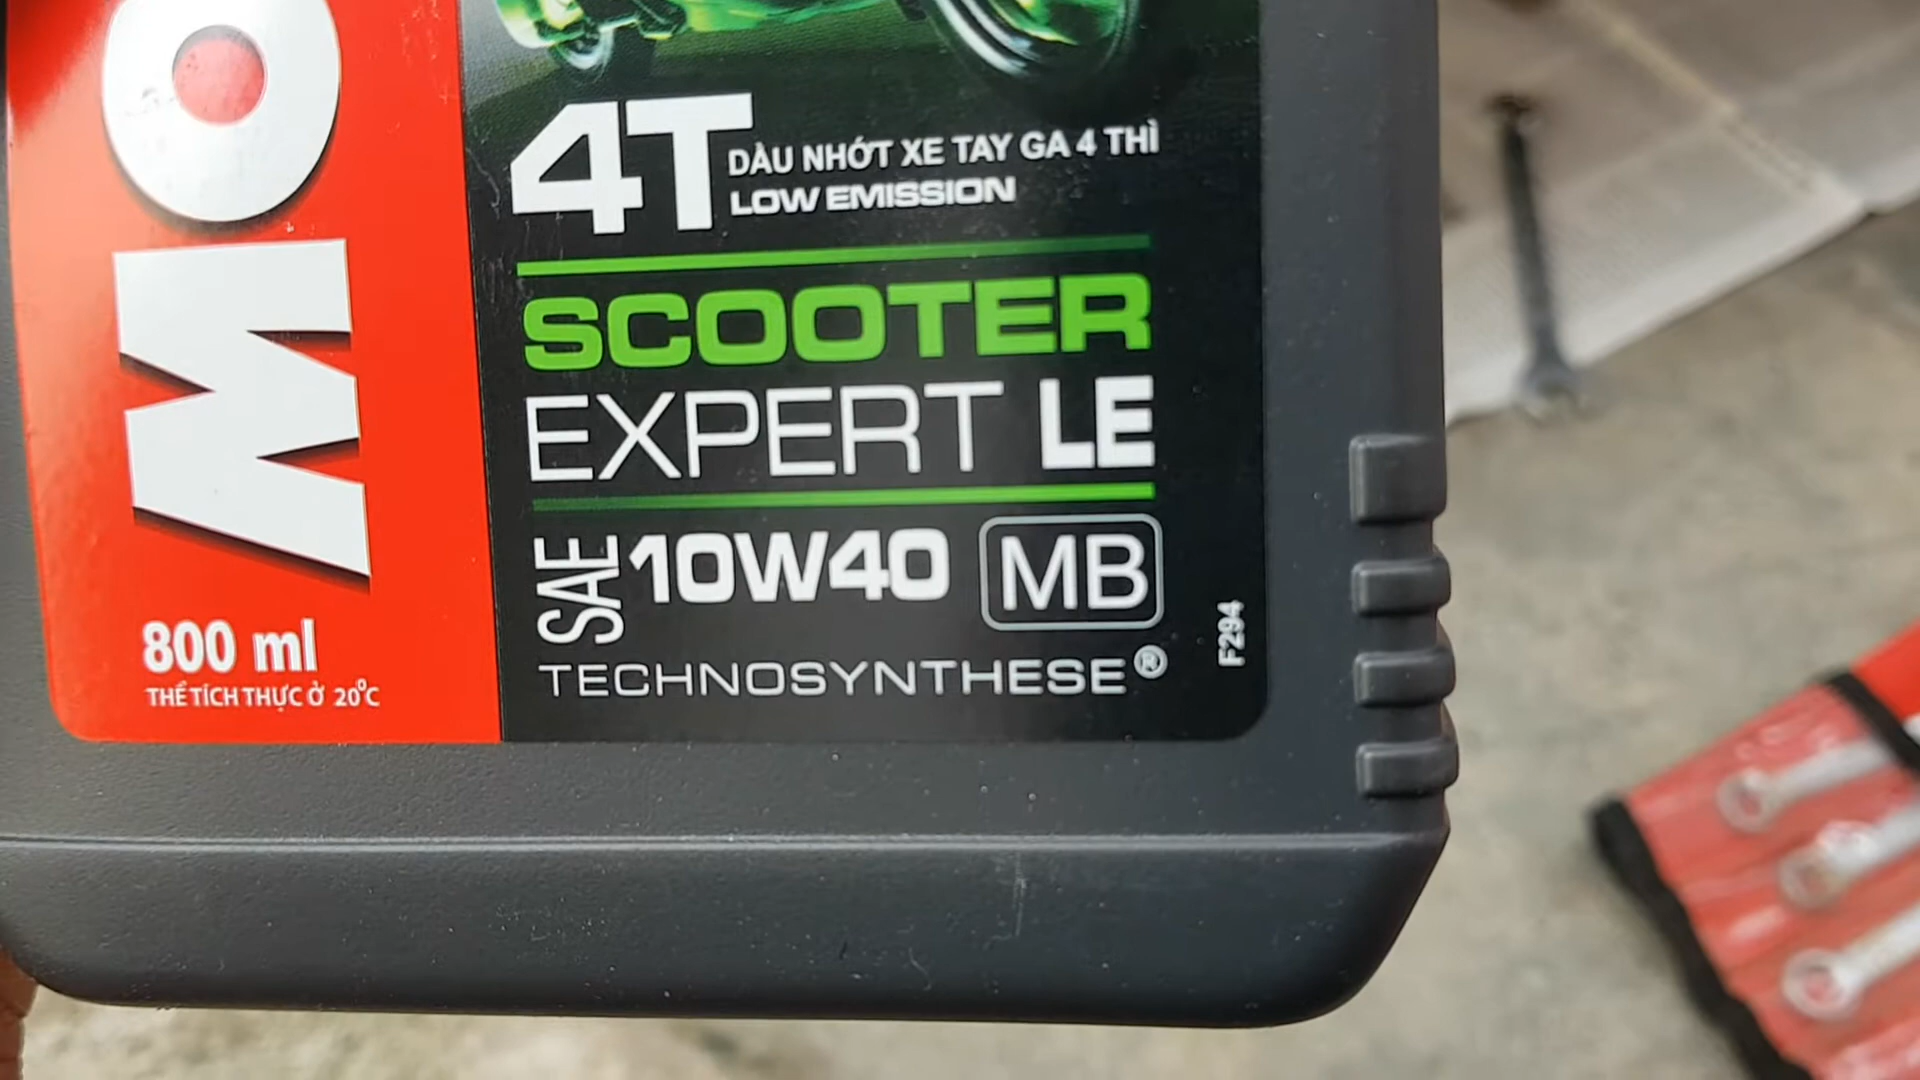 MO
4T
DẦU NHỚT XE TAY GA 4 THÌ
LOW EMISSION
SCOOTER
EXPERT LE
SAE 10W40 MB
TECHNOSYNTHESE®
F294
800 ml
THỂ TÍCH THỰC Ở 20°C